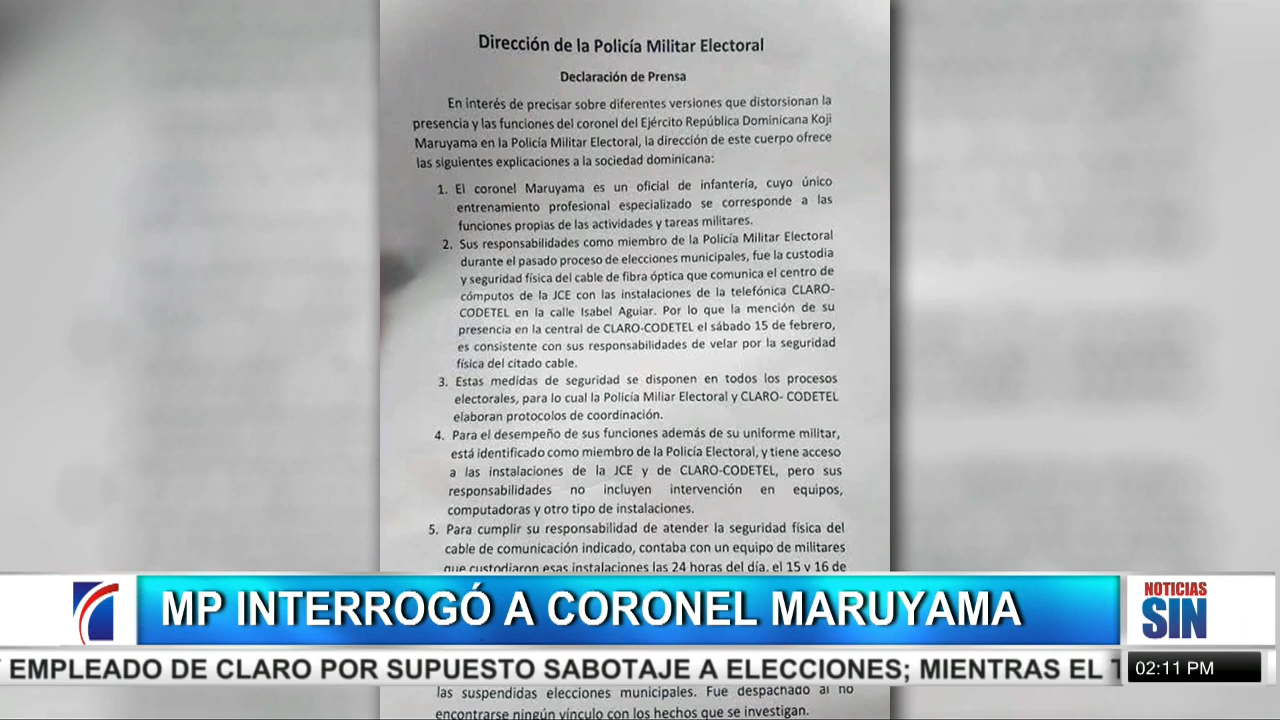 Dirección de la Policía Militar Electoral
Declaración de Prensa
En interés de precisar sobre diferentes versiones que distorsionan la
presencia y las funciones del coronel del Ejército República Dominicana Koji
Maruyama en la Policía Militar Electoral, la dirección de este cuerpo ofrece
las siguientes explicaciones a la sociedad dominicana:
1. El coronel Maruyama es un oficial de infantería, cuyo único
entrenamiento profesional especializado se corresponde a las
funciones propias de las actividades y tareas militares.
2. Sus responsabilidades como miembro de la Policía Militar Electoral
durante el pasado proceso de elecciones municipales, fue la custodia
y seguridad física del cable de fibra óptica que comunica el centro de
cómputos de la JCE con las instalaciones de la telefónica CLARO-
CODETEL en la calle Isabel Aguiar. Por lo que la mención de su
presencia en la central de CLARO-CODETEL el sábado 15 de febrero,
es consistente con sus responsabilidades de velar por la seguridad
física del citado cable.
3. Estas medidas de seguridad se disponen en todos los procesos
electorales, para lo cual la Policía Miliar Electoral y CLARO- CODETEL
elaboran protocolos de coordinación.
4. Para el desempeño de sus funciones además de su uniforme militar,
está identificado como miembro de la Policía Electoral, y tiene acceso
a las instalaciones de la JCE y de CLARO-CODETEL, pero sus
responsabilidades no incluyen intervención en equipos,
computadoras y otro tipo de instalaciones.
5. Para cumplir su responsabilidad de atender la seguridad física del
cable de comunicación indicado, contaba con un equipo de militares
que custodiaron esas instalaciones las 24 horas del día, el 15 y 16 de
MP INTERROGÓ A CORONEL MARUYAMA
NOTICIAS
SIN
EMPLEADO DE CLARO POR SUPUESTO SABOTAJE A ELECCIONES; MIENTRAS EL
02:11 PM
las suspendidas elecciones municipales. Fue despachado al no
encontrarse ningún vínculo con los hechos que se investigan.